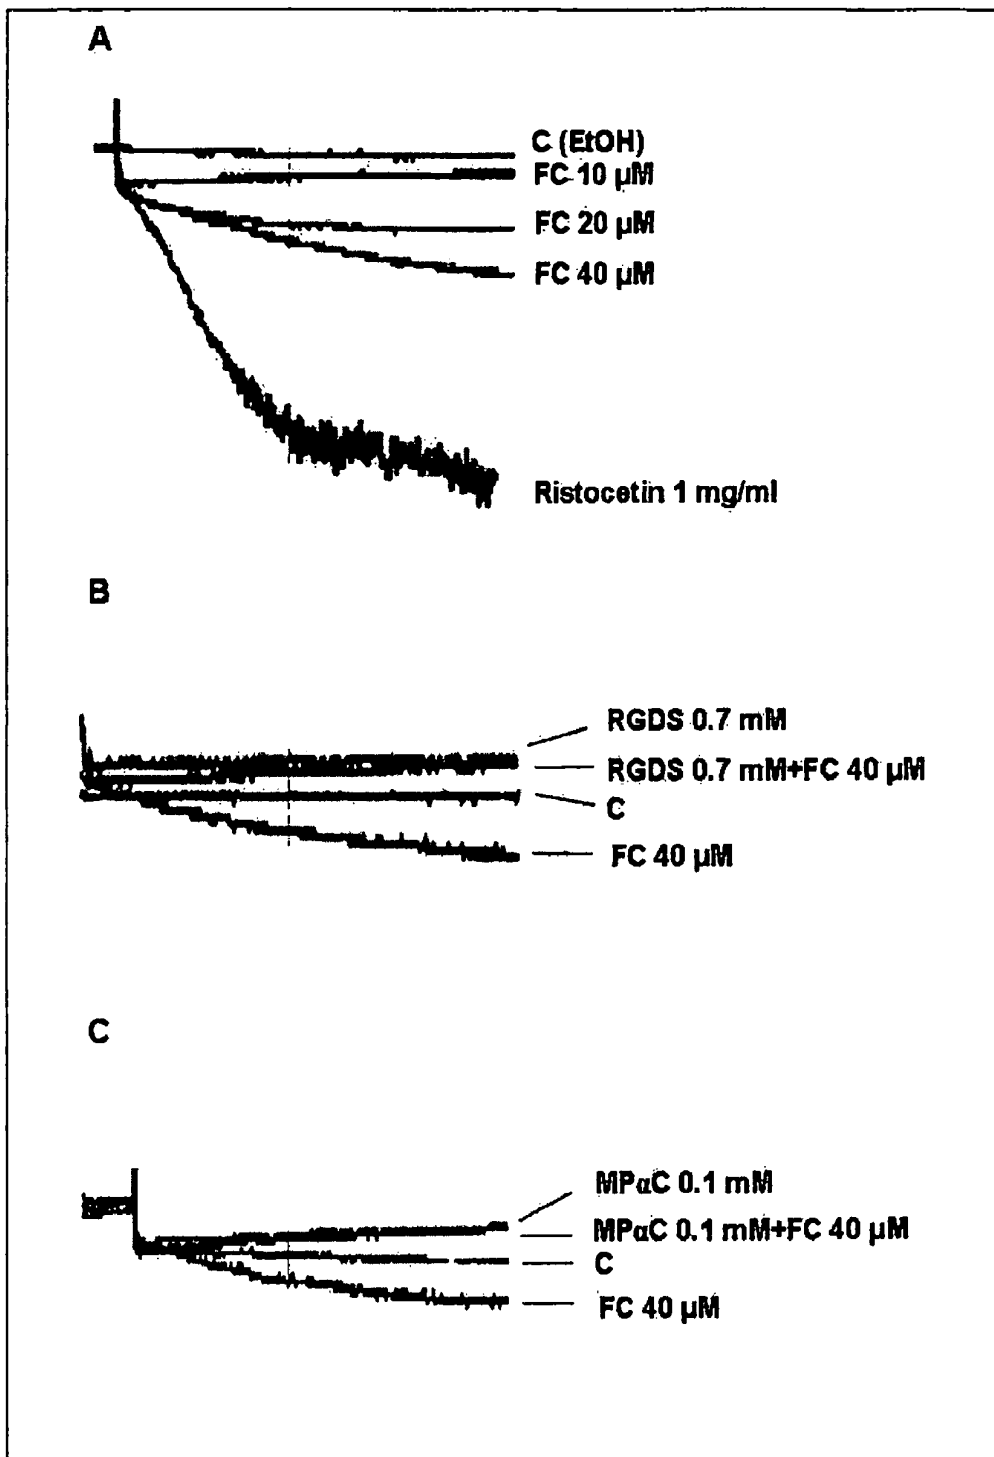 A
C (EtOH)
FC 10 µM
FC 20 µM
FC 40 µM
Ristocetin 1 mg/ml
B
RGDS 0.7 mM
RGDS 0.7 mM+FC 40 µM
C
FC 40 µM
C
MPαC 0.1 mM
MPαC 0.1 mM+FC 40 µM
C
FC 40 µM